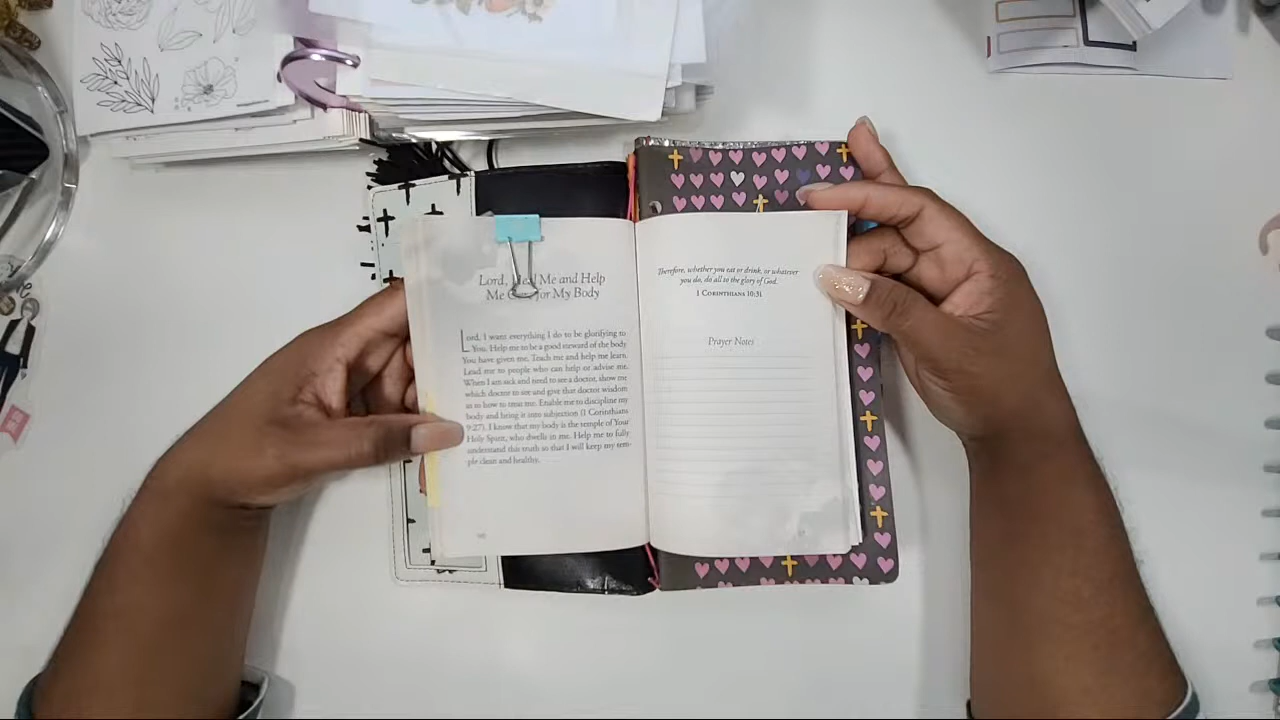 Lord, Heal Me and Help
Me Care for My Body
Lord, I want everything I do to be glorifying to
You. Help me to be a good steward of the body
You have given me. Teach me and help me learn.
Lead me to people who can help or advise me.
When I am sick and need to see a doctor, show me
which doctor to see and give that doctor wisdom
as to how to treat me. Enable me to discipline my
body and bring it into subjection (1 Corinthians
9:27). I know that my body is the temple of Your
Holy Spirit, who dwells in me. Help me to fully
understand this truth so that I will keep my tem-
ple clean and healthy.
Therefore, whether you eat or drink, or whatever
you do, do all to the glory of God.
1 Corinthians 10:31
Prayer Notes